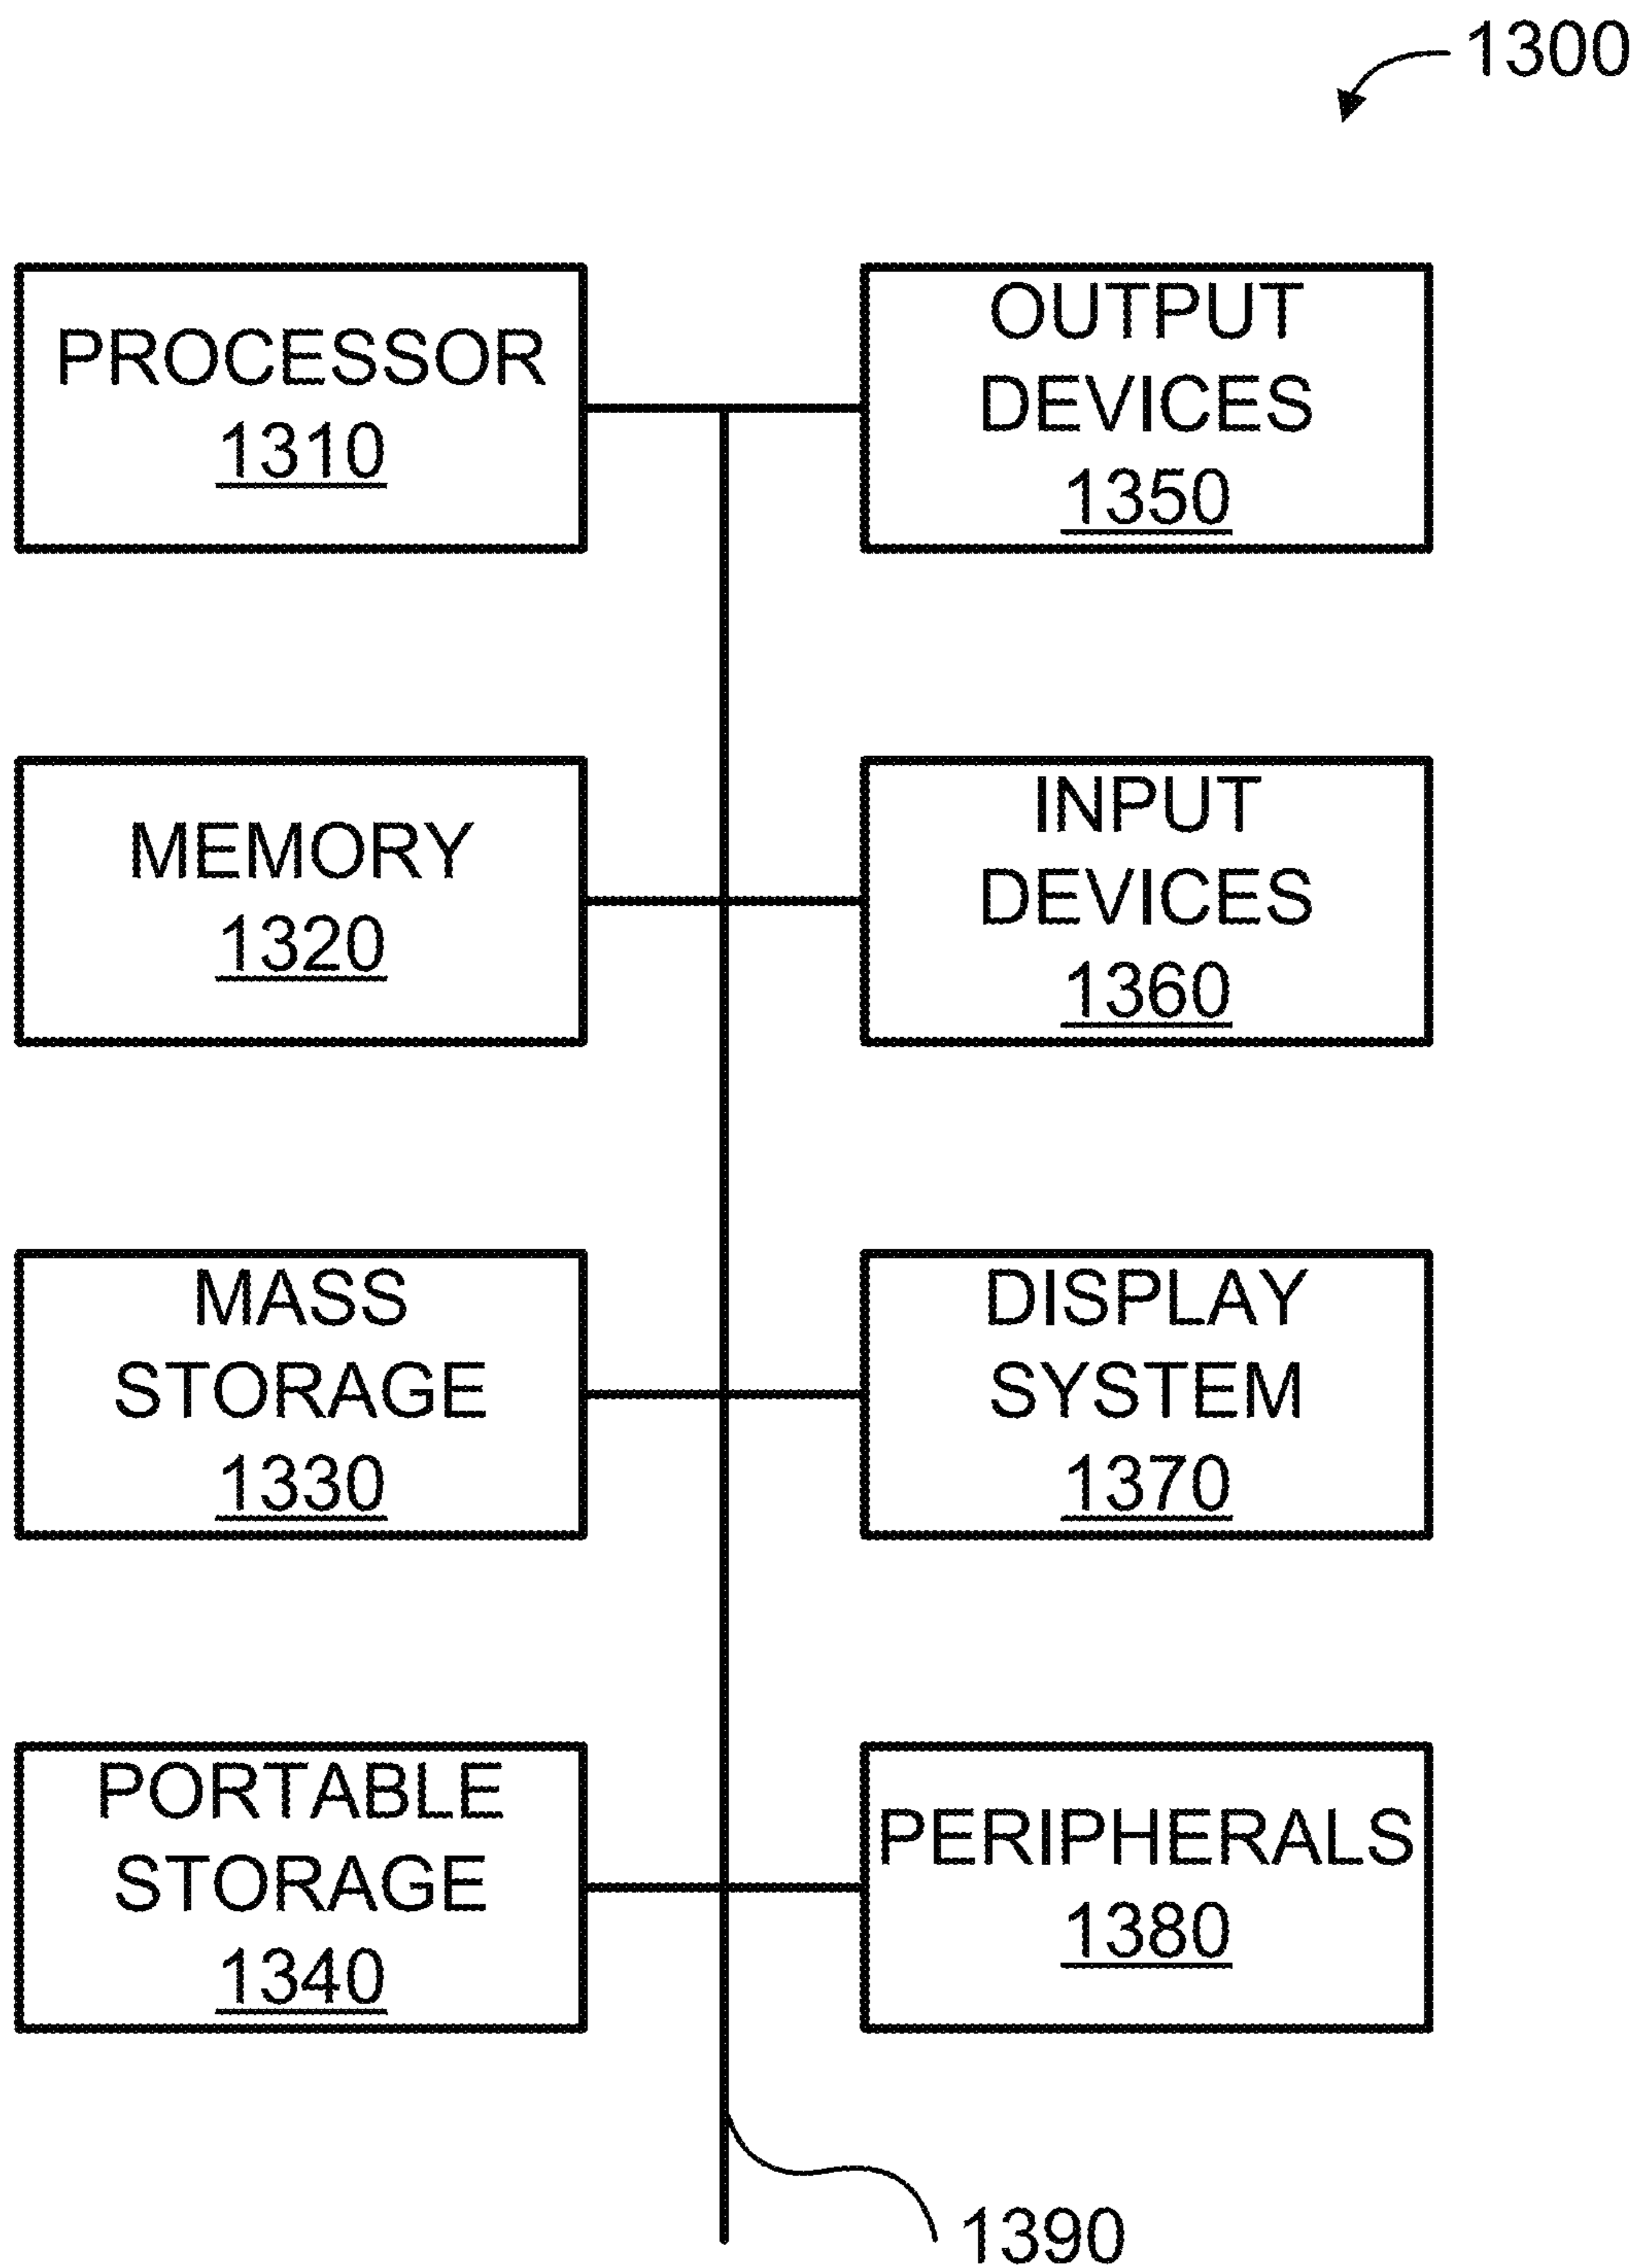 1300
PROCESSOR
1310
OUTPUT
DEVICES
1350
MEMORY
1320
INPUT
DEVICES
1360
MASS
STORAGE
1330
DISPLAY
SYSTEM
1370
PORTABLE
STORAGE
1340
PERIPHERALS
1380
1390